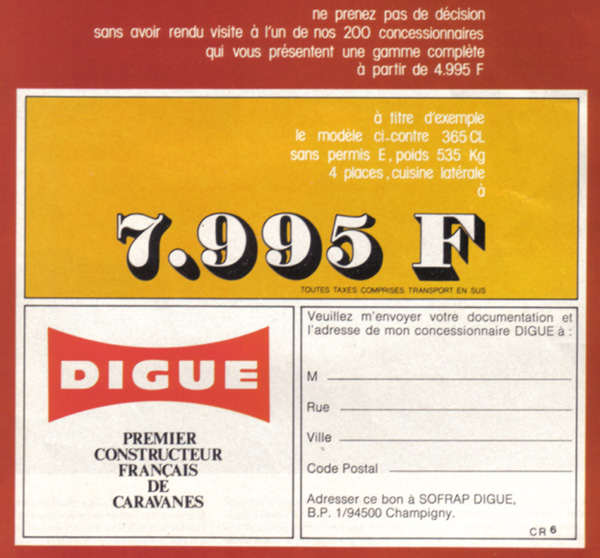 ne prenez pas de décision
sans avoir rendu visite à l'un de nos 200 concessionnaires
qui vous présentent une gamme complète
à partir de 4.995 F
à titre d'exemple
le modèle ci-contre 365 CL
sans permis E, poids 535 Kg
4 places, cuisine latérale
à
7.995 F
TOUTES TAXES COMPRISES TRANSPORT EN SUS
DIGUE
PREMIER
CONSTRUCTEUR
FRANÇAIS
DE
CARAVANES
Veuillez m'envoyer votre documentation et
l'adresse de mon concessionnaire DIGUE à :
M
Rue
Ville
Code Postal
Adresser ce bon à SOFRAP DIGUE,
B.P. 1/94500 Champigny.
CR 6